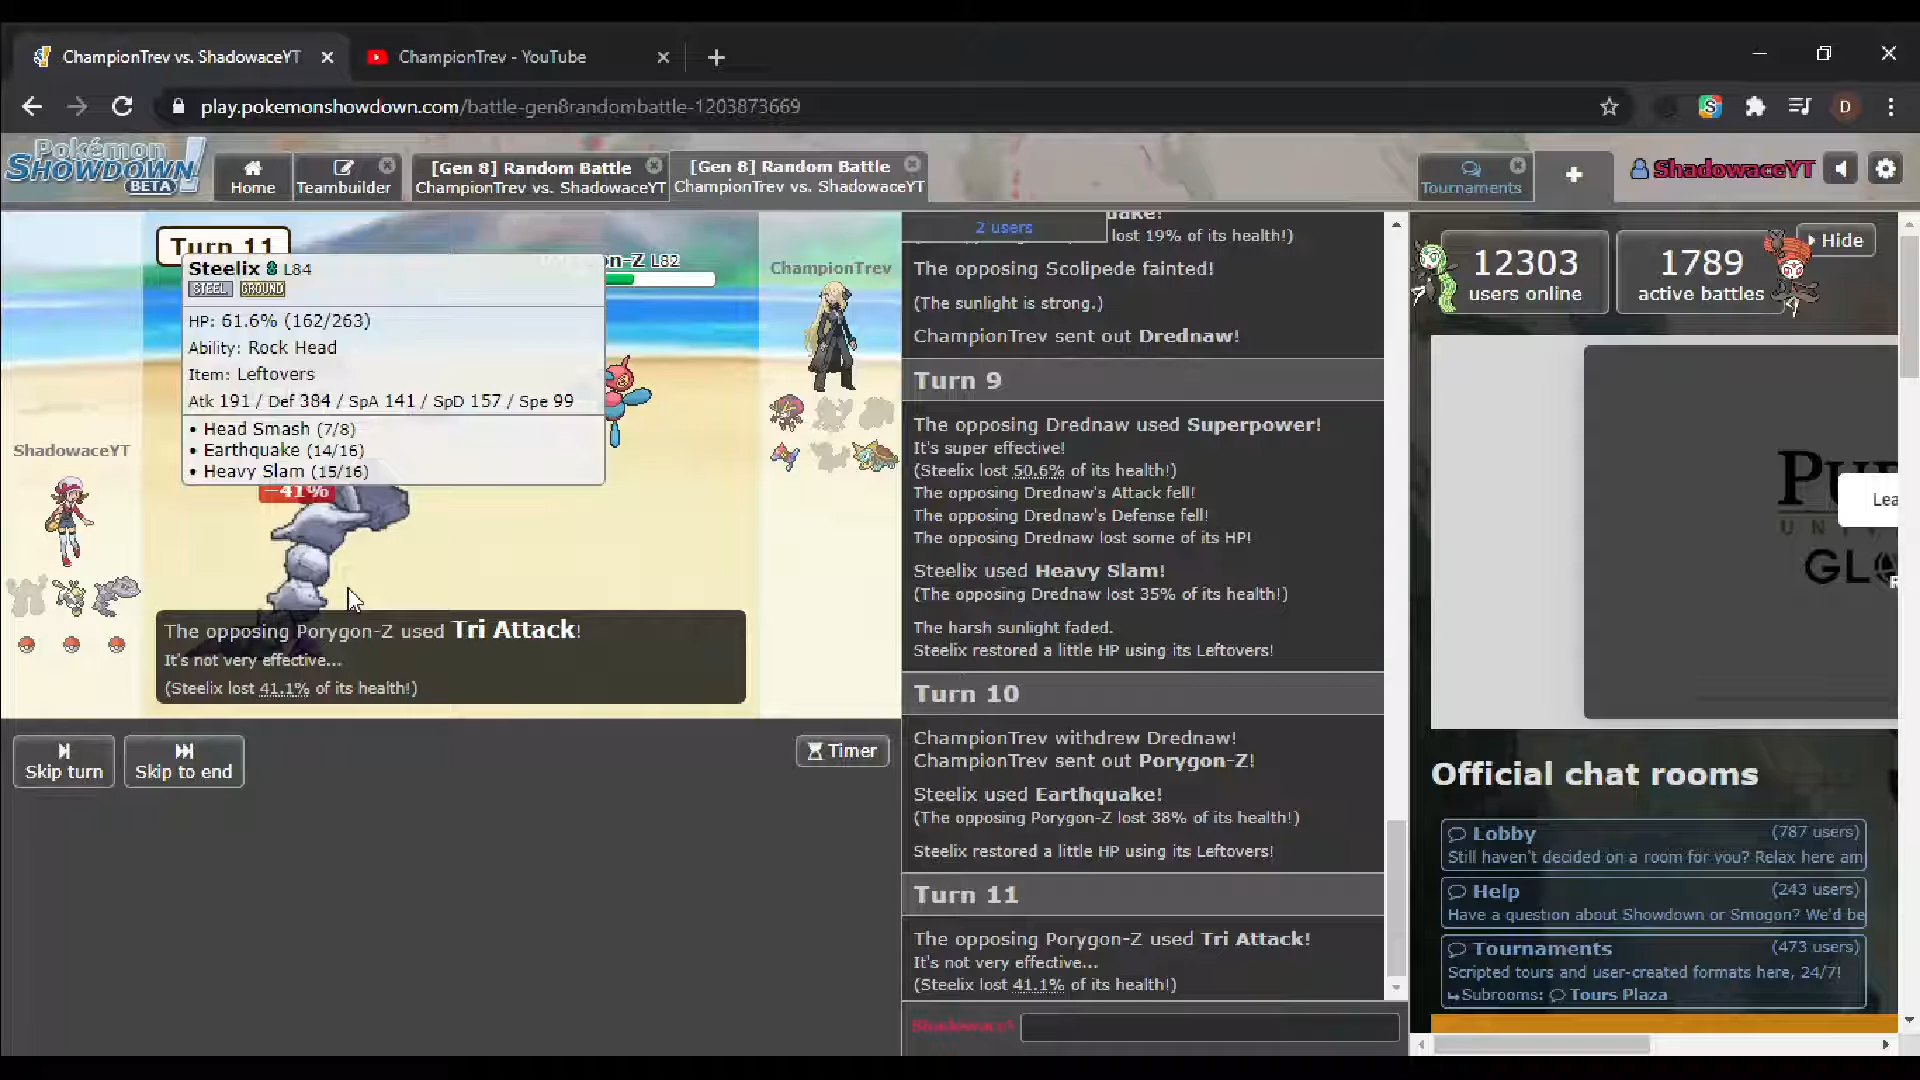 ChampionTrev vs. ShadowaceYT
ChampionTrev - YouTube
play.pokemonshowdown.com/battle-gen8randombattle-1203873669
D
Pokémon
SHOWDOWN!
BETA
Home
Teambuilder
[Gen 8] Random Battle
ChampionTrev vs. ShadowaceYT
[Gen 8] Random Battle
ChampionTrev vs. ShadowaceYT
Tournaments
ShadowaceYT
Turn 11
Steelix L84
STEEL GROUND
HP: 61.6% (162/263)
Ability: Rock Head
Item: Leftovers
Atk 191 / Def 384 / SpA 141 / SpD 157 / Spe 99
• Head Smash (7/8)
• Earthquake (14/16)
• Heavy Slam (15/16)
n-Z L82
−41%
ChampionTrev
ShadowaceYT
The opposing Porygon-Z used Tri Attack!
It's not very effective...
(Steelix lost 41.1% of its health!)
Skip turn
Skip to end
Timer
2 users
lost 19% of its health!)
The opposing Scolipede fainted!
(The sunlight is strong.)
ChampionTrev sent out Drednaw!
Turn 9
The opposing Drednaw used Superpower!
It's super effective!
(Steelix lost 50.6% of its health!)
The opposing Drednaw's Attack fell!
The opposing Drednaw's Defense fell!
The opposing Drednaw lost some of its HP!
Steelix used Heavy Slam!
(The opposing Drednaw lost 35% of its health!)
The harsh sunlight faded.
Steelix restored a little HP using its Leftovers!
Turn 10
ChampionTrev withdrew Drednaw!
ChampionTrev sent out Porygon-Z!
Steelix used Earthquake!
(The opposing Porygon-Z lost 38% of its health!)
Steelix restored a little HP using its Leftovers!
Turn 11
The opposing Porygon-Z used Tri Attack!
It's not very effective...
(Steelix lost 41.1% of its health!)
12303
users online
1789
active battles
Hide
Lea
Official chat rooms
Lobby (787 users)
Still haven't decided on a room for you? Relax here am
Help (243 users)
Have a question about Showdown or Smogon? We'd be
Tournaments (473 users)
Scripted tours and user-created formats here, 24/7!
Subrooms: Tours Plaza